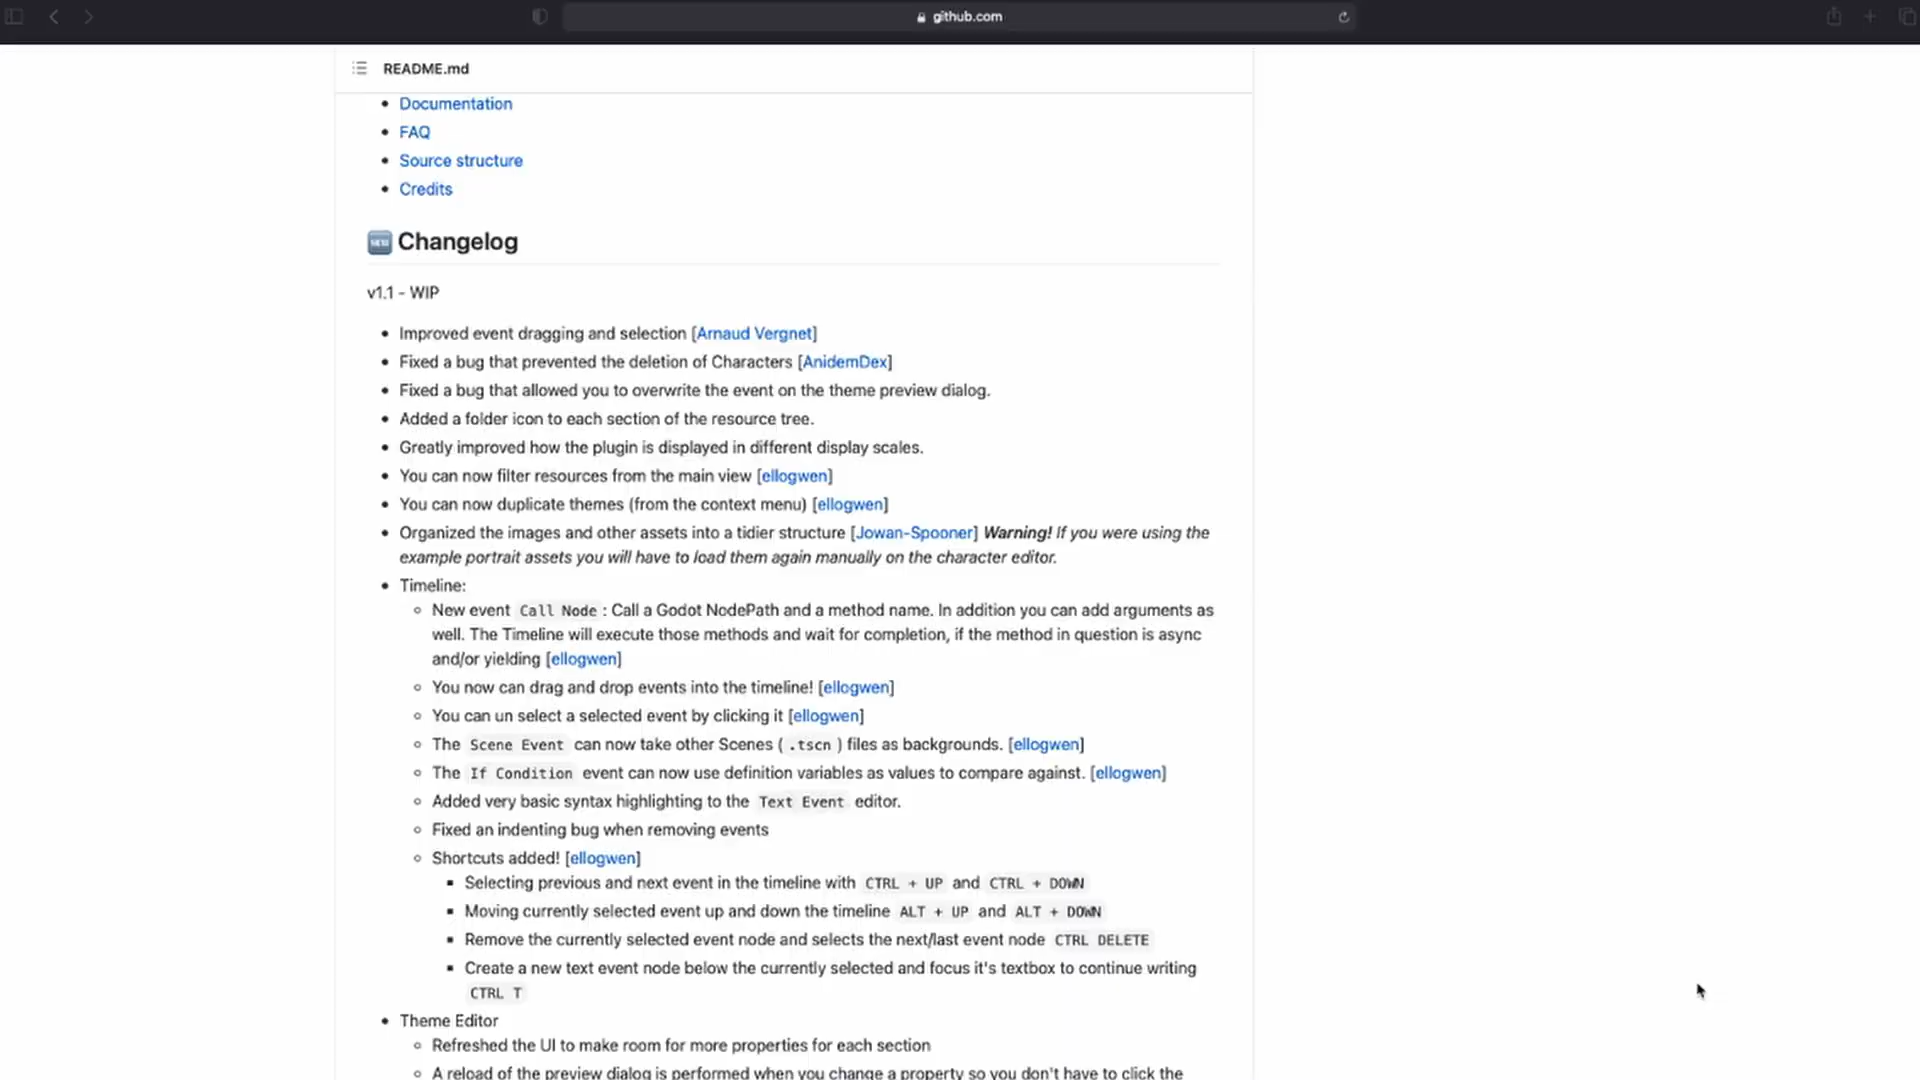 github.com
README.md
Documentation
FAQ
Source structure
Credits
NEW Changelog
v1.1 - WIP
Improved event dragging and selection [Arnaud Vergnet]
Fixed a bug that prevented the deletion of Characters [AnidemDex]
Fixed a bug that allowed you to overwrite the event on the theme preview dialog.
Added a folder icon to each section of the resource tree.
Greatly improved how the plugin is displayed in different display scales.
You can now filter resources from the main view [ellogwen]
You can now duplicate themes (from the context menu) [ellogwen]
Organized the images and other assets into a tidier structure [Jowan-Spooner] Warning! If you were using the
example portrait assets you will have to load them again manually on the character editor.
Timeline:
New event Call Node : Call a Godot NodePath and a method name. In addition you can add arguments as
well. The Timeline will execute those methods and wait for completion, if the method in question is async
and/or yielding [ellogwen]
You now can drag and drop events into the timeline! [ellogwen]
You can un select a selected event by clicking it [ellogwen]
The Scene Event can now take other Scenes ( .tscn ) files as backgrounds. [ellogwen]
The If Condition event can now use definition variables as values to compare against. [ellogwen]
Added very basic syntax highlighting to the Text Event editor.
Fixed an indenting bug when removing events
Shortcuts added! [ellogwen]
Selecting previous and next event in the timeline with CTRL + UP and CTRL + DOWN
Moving currently selected event up and down the timeline ALT + UP and ALT + DOWN
Remove the currently selected event node and selects the next/last event node CTRL DELETE
Create a new text event node below the currently selected and focus it's textbox to continue writing
CTRL T
Theme Editor
Refreshed the UI to make room for more properties for each section
A reload of the preview dialog is performed when you change a property so you don't have to click the